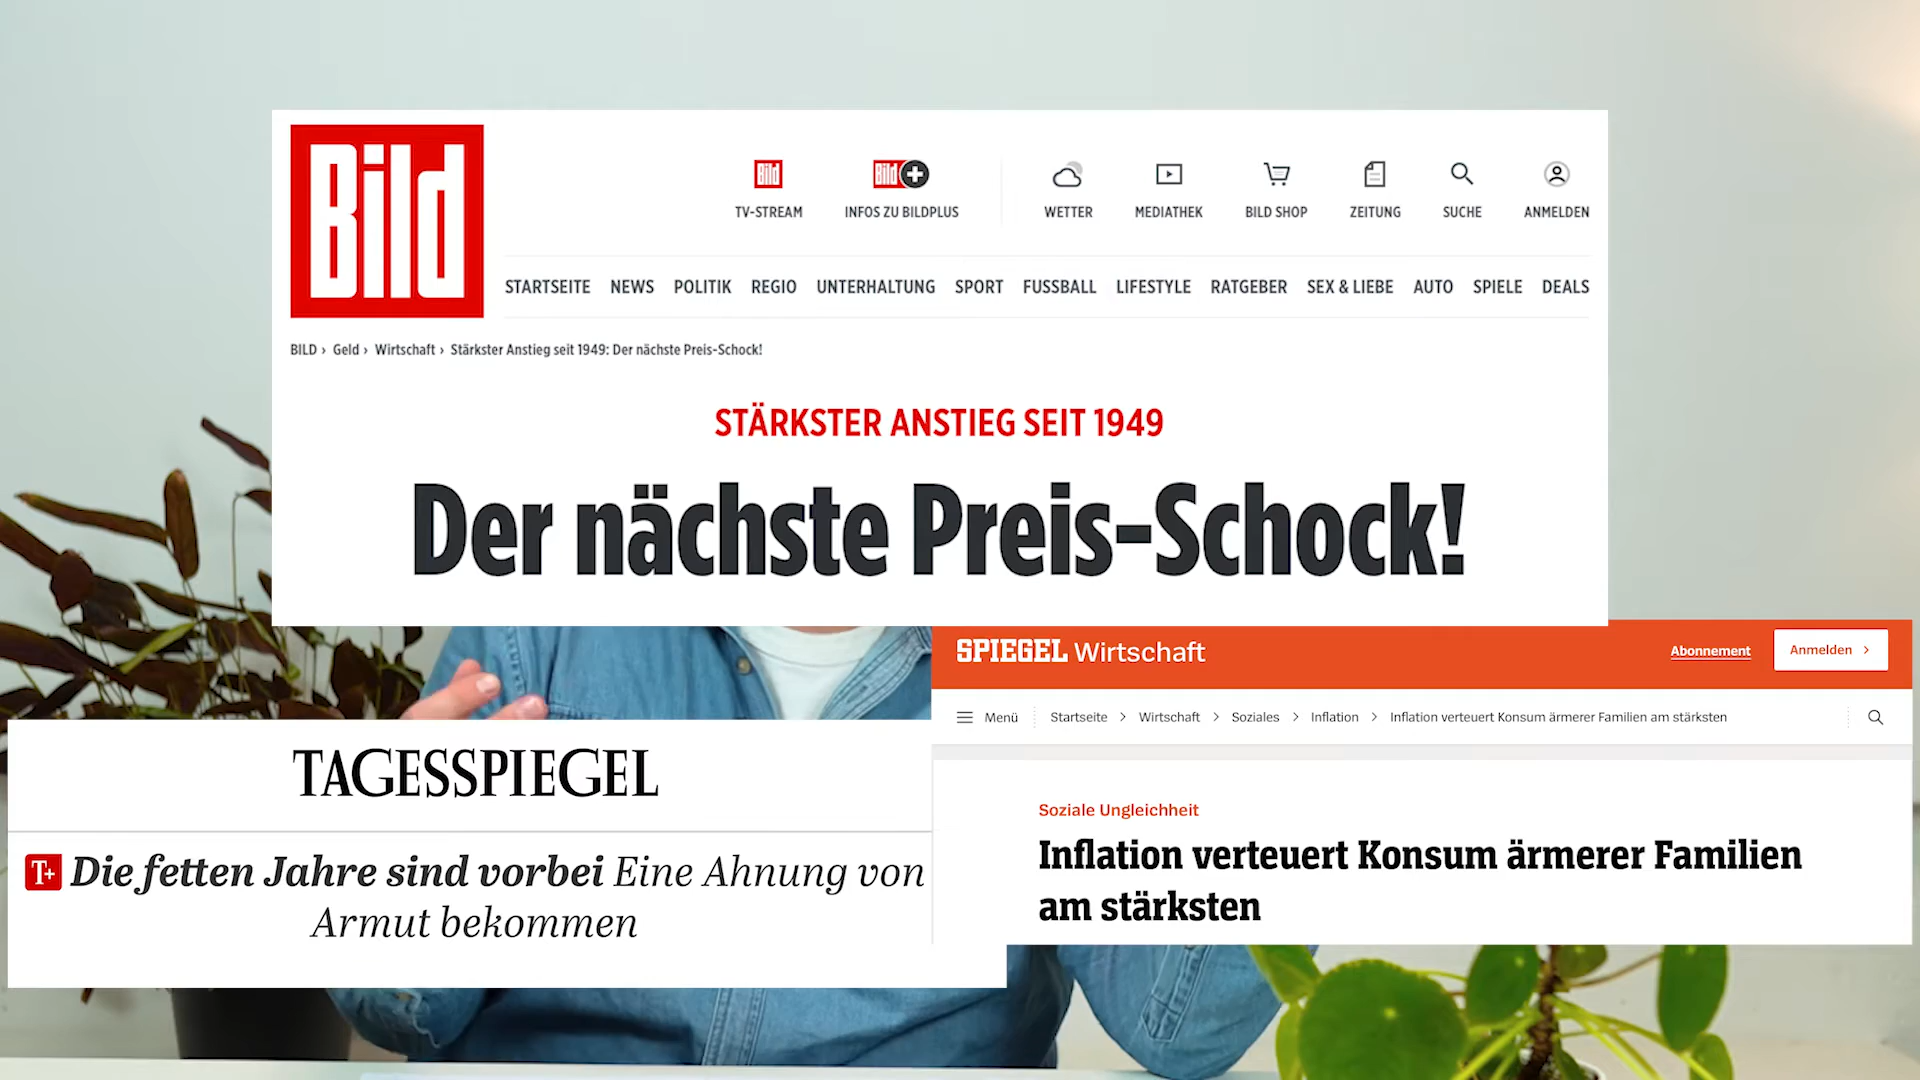 Bild
Bild
Bild
TV-STREAM
INFOS ZU BILDPLUS
WETTER
MEDIATHEK
BILD SHOP
ZEITUNG
SUCHE
ANMELDEN
STARTSEITE NEWS POLITIK REGIO UNTERHALTUNG SPORT FUSSBALL LIFESTYLE RATGEBER SEX & LIEBE AUTO SPIELE DEALS
BILD › Geld › Wirtschaft › Stärkster Anstieg seit 1949: Der nächste Preis-Schock!
STÄRKSTER ANSTIEG SEIT 1949
Der nächste Preis-Schock!
SPIEGEL Wirtschaft
Abonnement
Anmelden
Menü
Startseite > Wirtschaft > Soziales > Inflation > Inflation verteuert Konsum ärmerer Familien am stärksten
Soziale Ungleichheit
Inflation verteuert Konsum ärmerer Familien
am stärksten
TAGESSPIEGEL
T+ Die fetten Jahre sind vorbei Eine Ahnung von
Armut bekommen